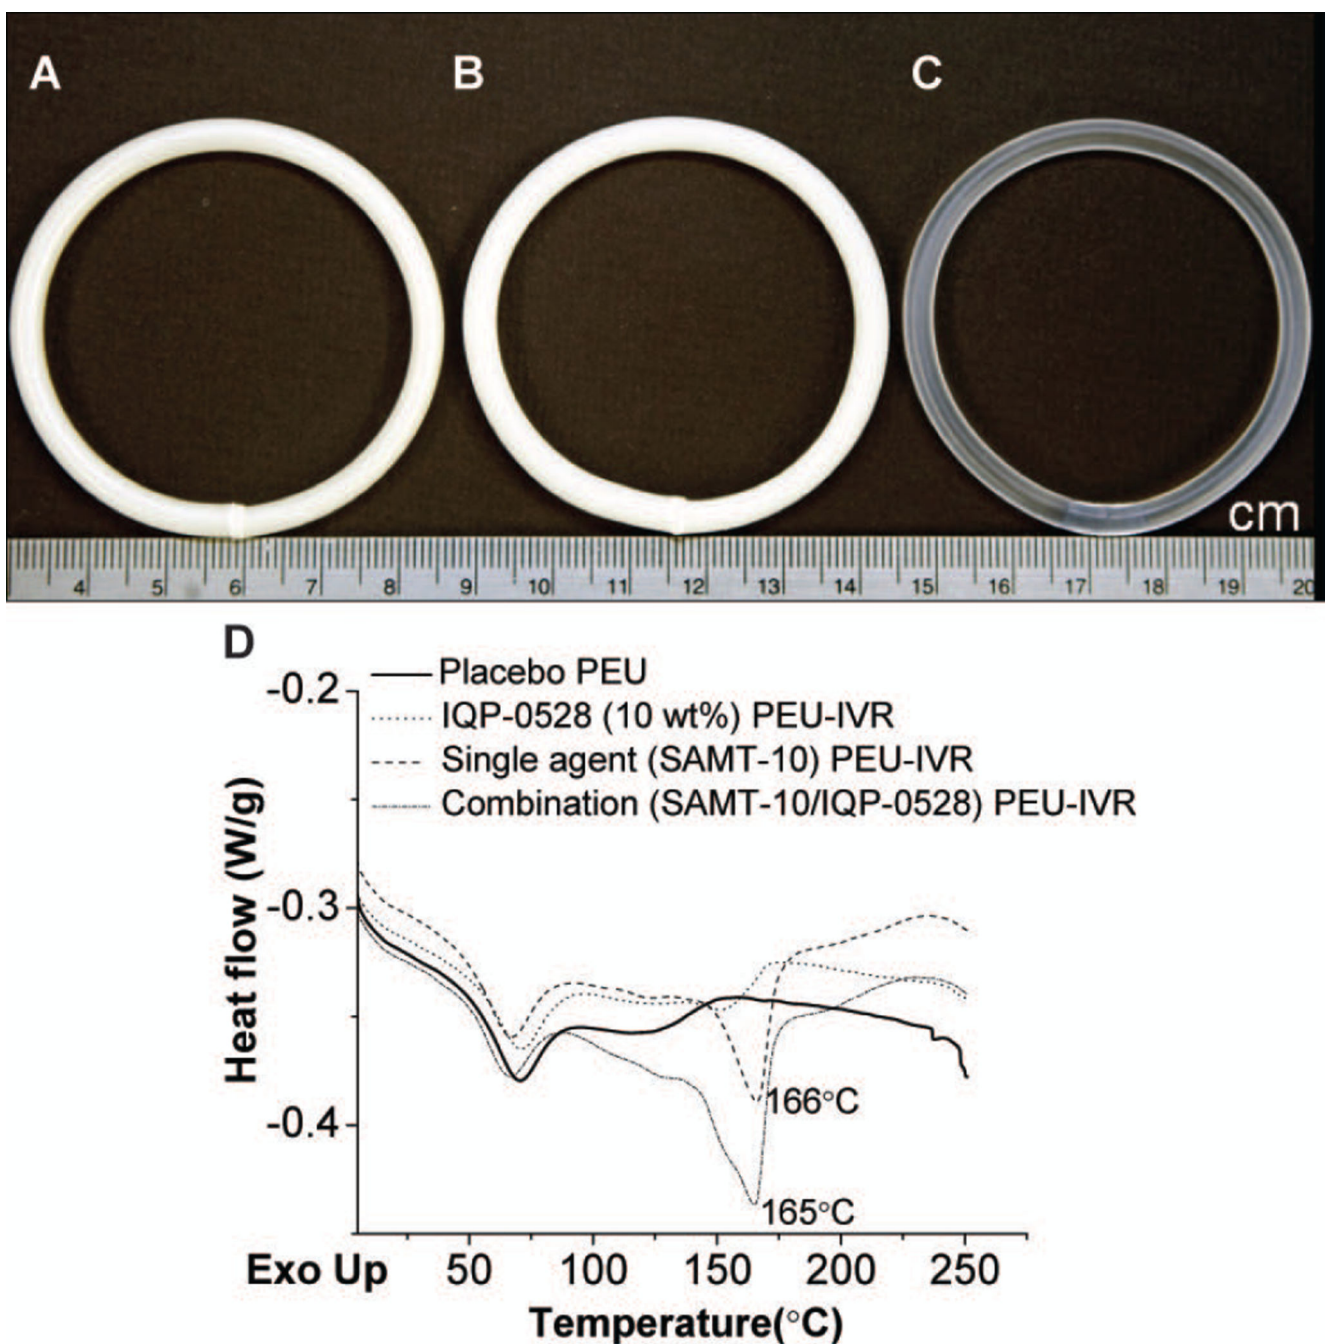 A B C
cm
4 5 6 7 8 9 10 11 12 13 14 15 16 17 18 19 20
D
Placebo PEU
IQP-0528 (10 wt%) PEU-IVR
Single agent (SAMT-10) PEU-IVR
Combination (SAMT-10/IQP-0528) PEU-IVR
Heat flow (W/g)
-0.2
-0.3
-0.4
166°C
165°C
Exo Up 50 100 150 200 250
Temperature(°C)